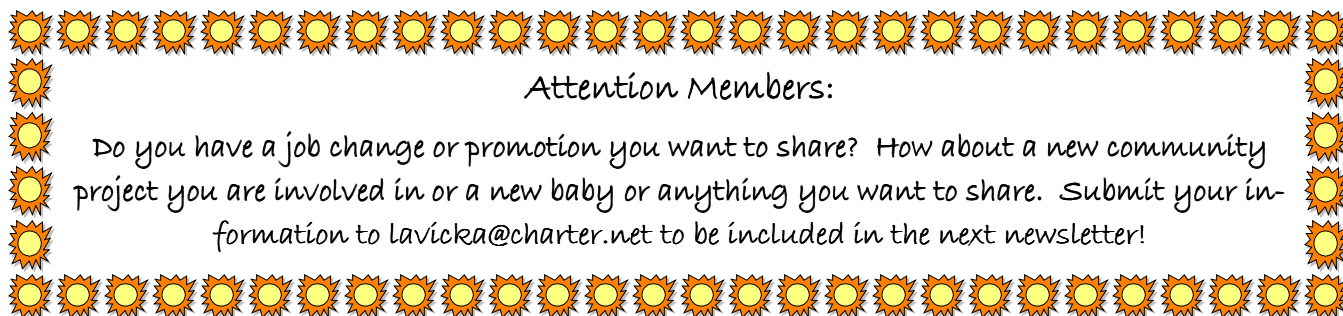 Attention Members:
Do you have a job change or promotion you want to share?  How about a new community
project you are involved in or a new baby or anything you want to share.  Submit your in-
formation to lavicka@charter.net to be included in the next newsletter!